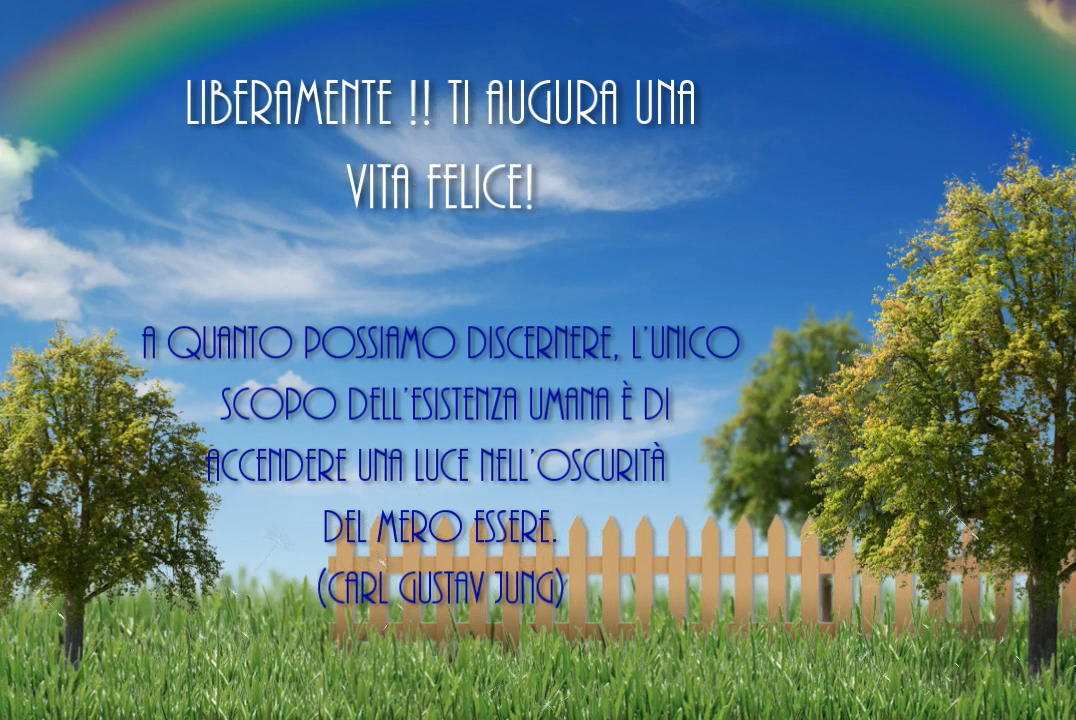 LIBERAMENTE !! TI AUGURA UNA
VITA FELICE!
A QUANTO POSSIAMO DISCERNERE, L'UNICO
SCOPO DELL'ESISTENZA UMANA È DI
ACCENDERE UNA LUCE NELL'OSCURITÀ
DEL MERO ESSERE.
(CARL GUSTAV JUNG)